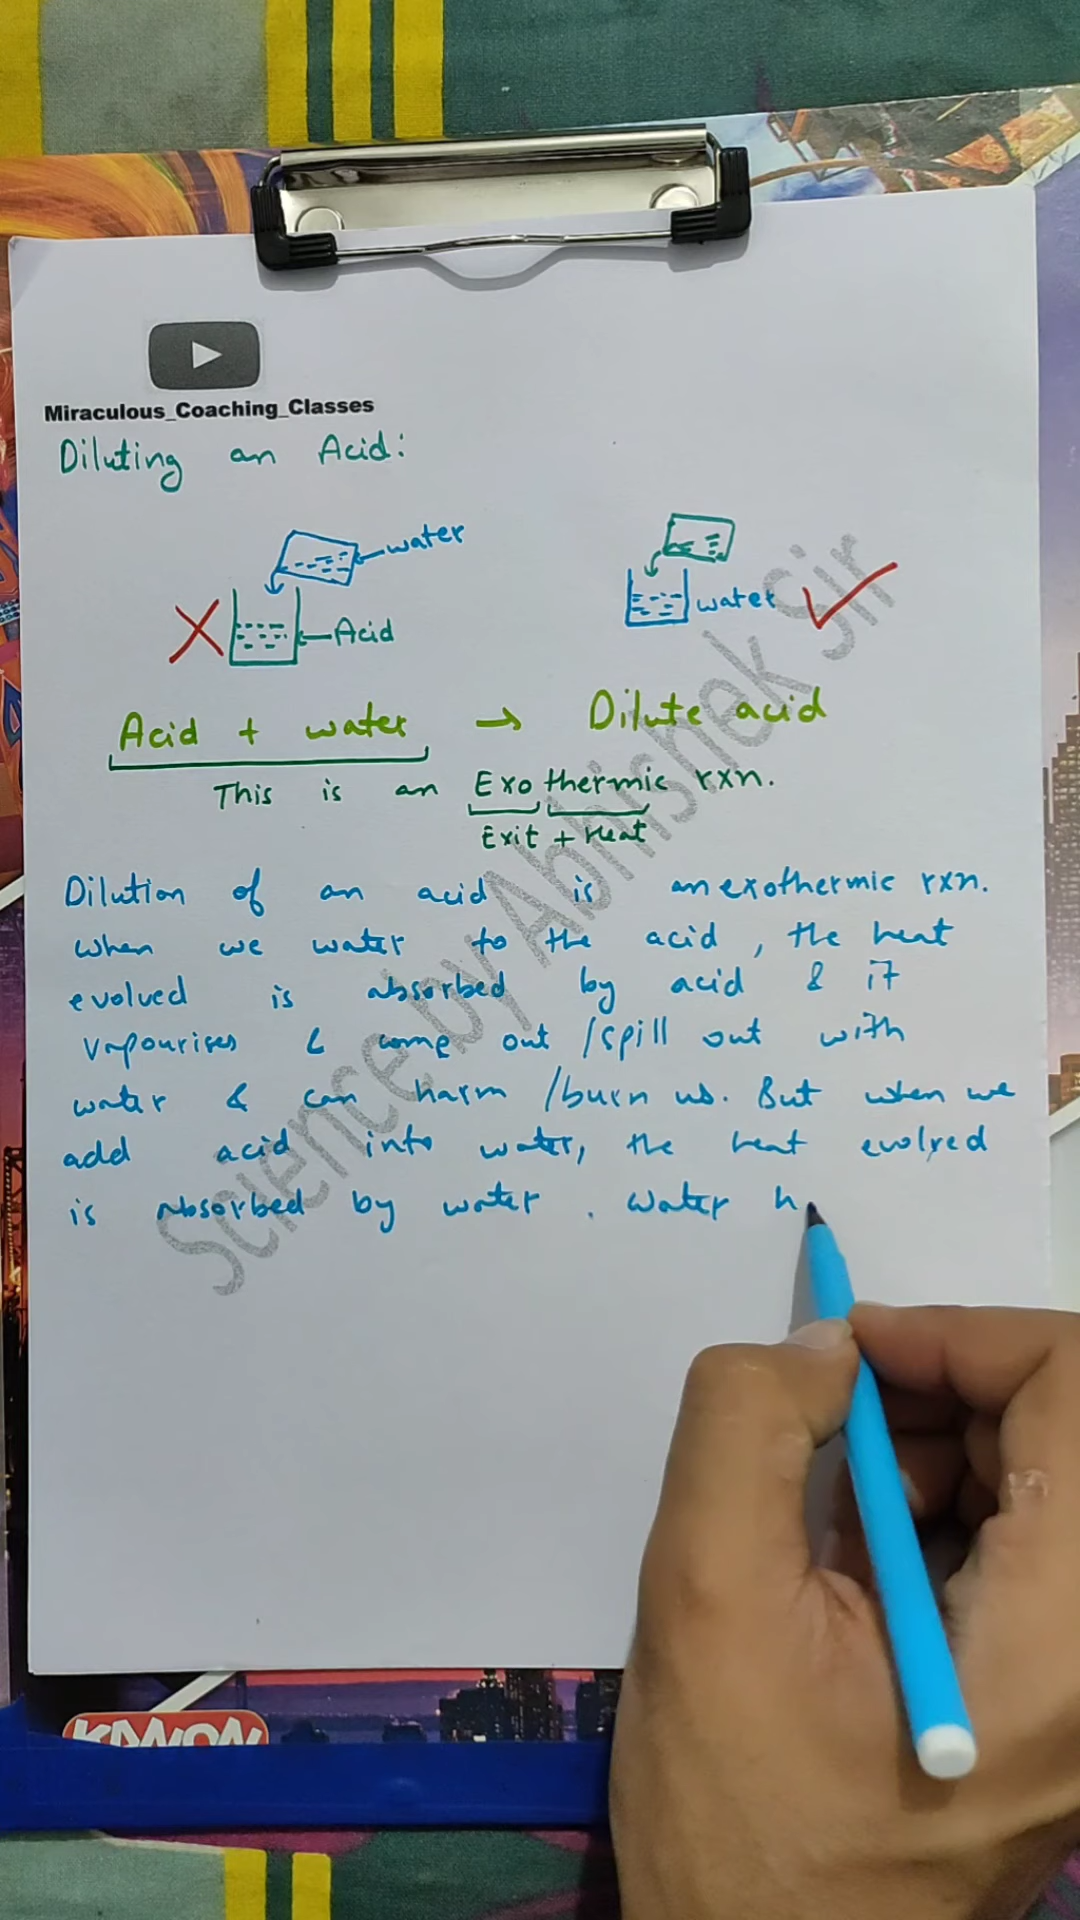 Miraculous_Coaching_Classes
Diluting an Acid:
water
water
Acid
Acid + water → Dilute acid
This is an Exothermic rxn.
Exit + Heat
Dilution of an acid is an exothermic rxn.
when we water to the acid, the heat
evolved is absorbed by acid & it
vapourises & come out /spill out with
water & can harm /burn us. But when we
add acid into water, the heat evolved
is absorbed by water. Water h
Science by Abhishek Sir
KANON